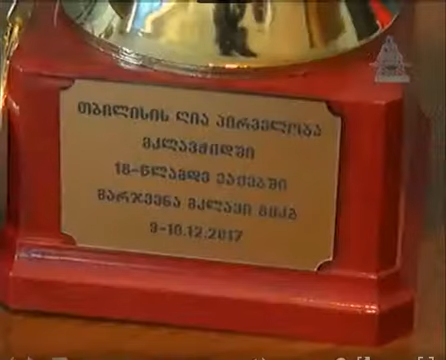 თბილისის ღია პირველობა
მკლავჭიდში
18-წლამდე ვაჟებში
მარჯვენა მკლავი
9-10.12.2017